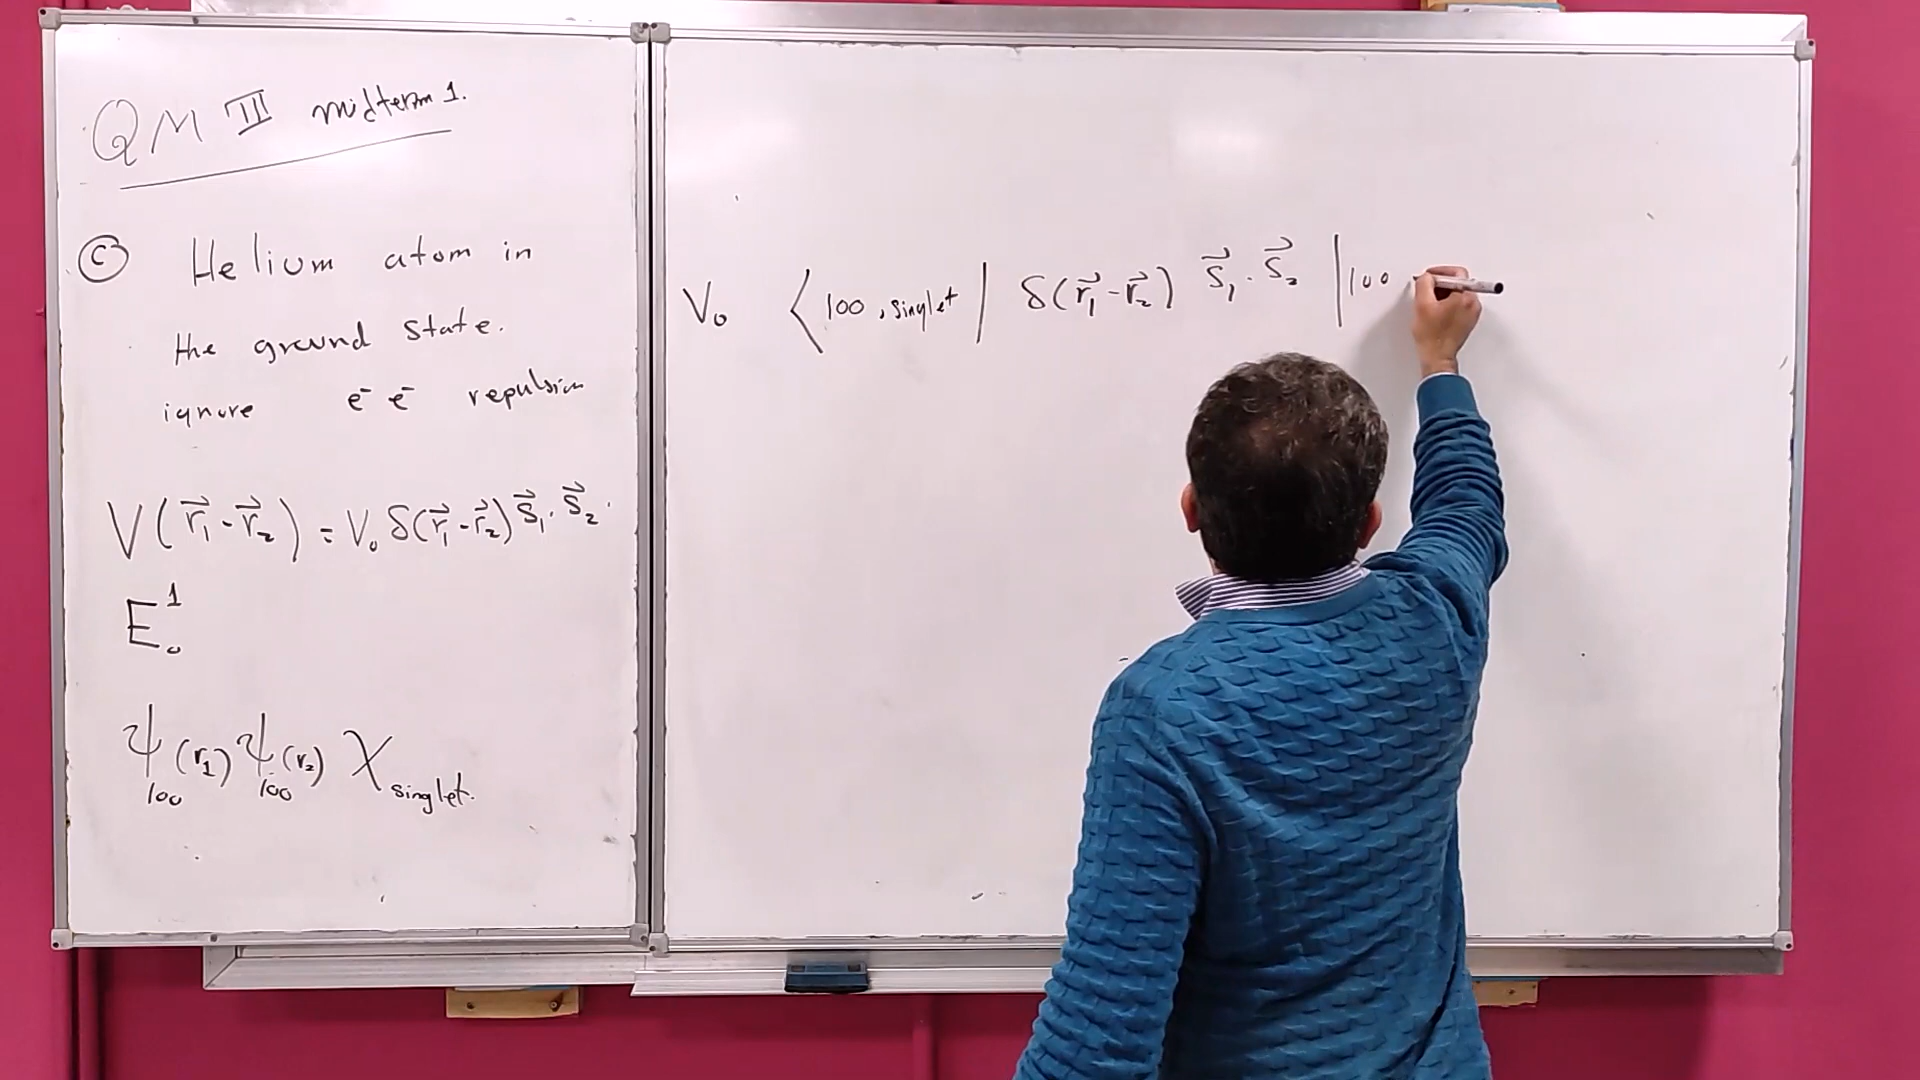 QM III midterm 1.
(c) Helium atom in
the ground state.
ignore e⁻ e⁻ repulsion
V(r⃗₁ - r⃗₂) = V₀ δ(r⃗₁ - r⃗₂) S⃗₁ · S⃗₂.
E₀¹
ψ₁₀₀(r₁) ψ₁₀₀(r₂) χ singlet.
V₀ ⟨100, singlet | δ(r⃗₁ - r⃗₂) S⃗₁ · S⃗₂ | 100